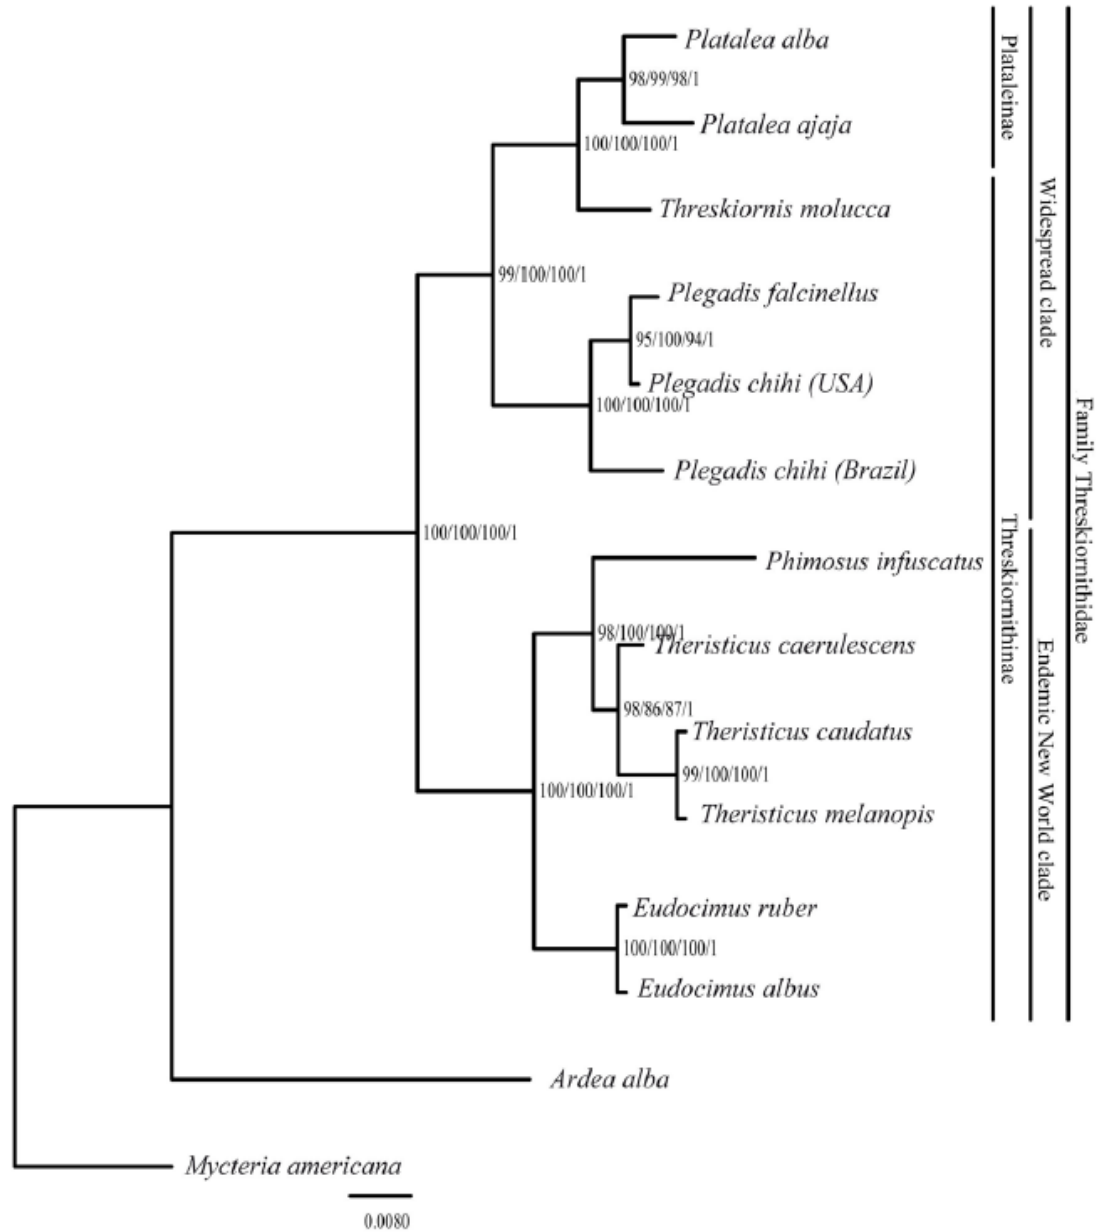 Platalea alba
98/99/98/1
Platalea ajaja
100/100/100/1
Threskiornis molucca
99/100/100/1
Plegadis falcinellus
95/100/94/1
Plegadis chihi (USA)
100/100/100/1
Plegadis chihi (Brazil)
100/100/100/1
Phimosus infuscatus
98/100/100/1
Theristicus caerulescens
98/86/87/1
Theristicus caudatus
99/100/100/1
100/100/100/1
Theristicus melanopis
Eudocimus ruber
100/100/100/1
Eudocimus albus
Ardea alba
Mycteria americana
0.0080
Plataleinae
Threskiornithinae
Widespread clade
Endemic New World clade
Family Threskiornithidae